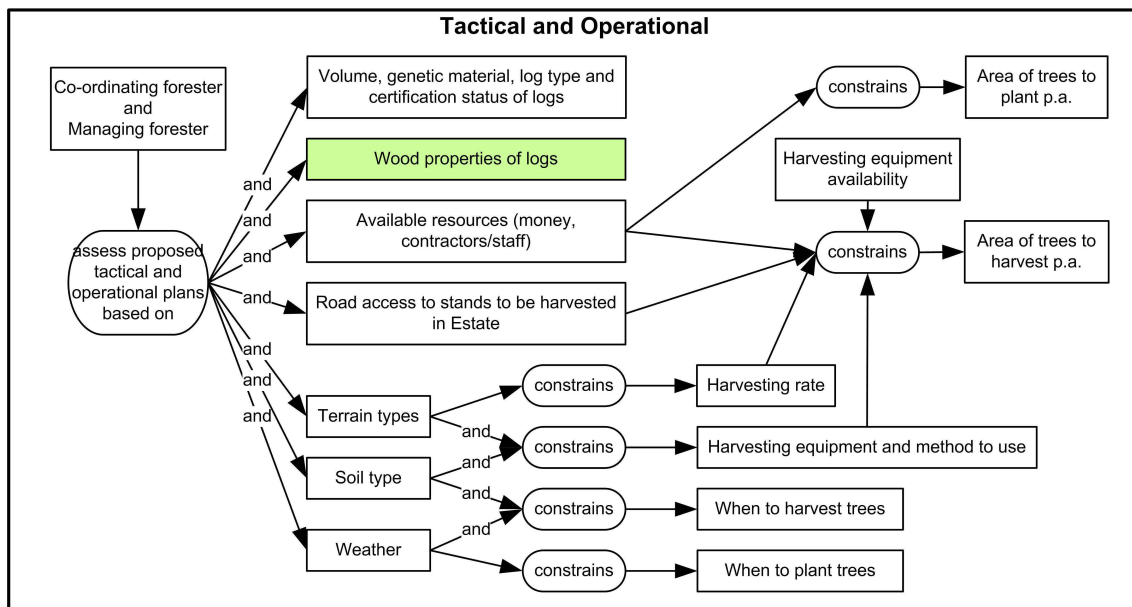 Tactical and Operational
Co-ordinating forester
and
Managing forester
assess proposed
tactical and
operational plans
based on
and
and
and
and
and
and
and
Volume, genetic material, log type and
certification status of logs
Wood properties of logs
Available resources (money,
contractors/staff)
Road access to stands to be harvested
in Estate
Terrain types
Soil type
Weather
constrains
Area of trees to
plant p.a.
Harvesting equipment
availability
constrains
Area of trees to
harvest p.a.
constrains
Harvesting rate
and
and
constrains
Harvesting equipment and method to use
and
and
constrains
When to harvest trees
constrains
When to plant trees